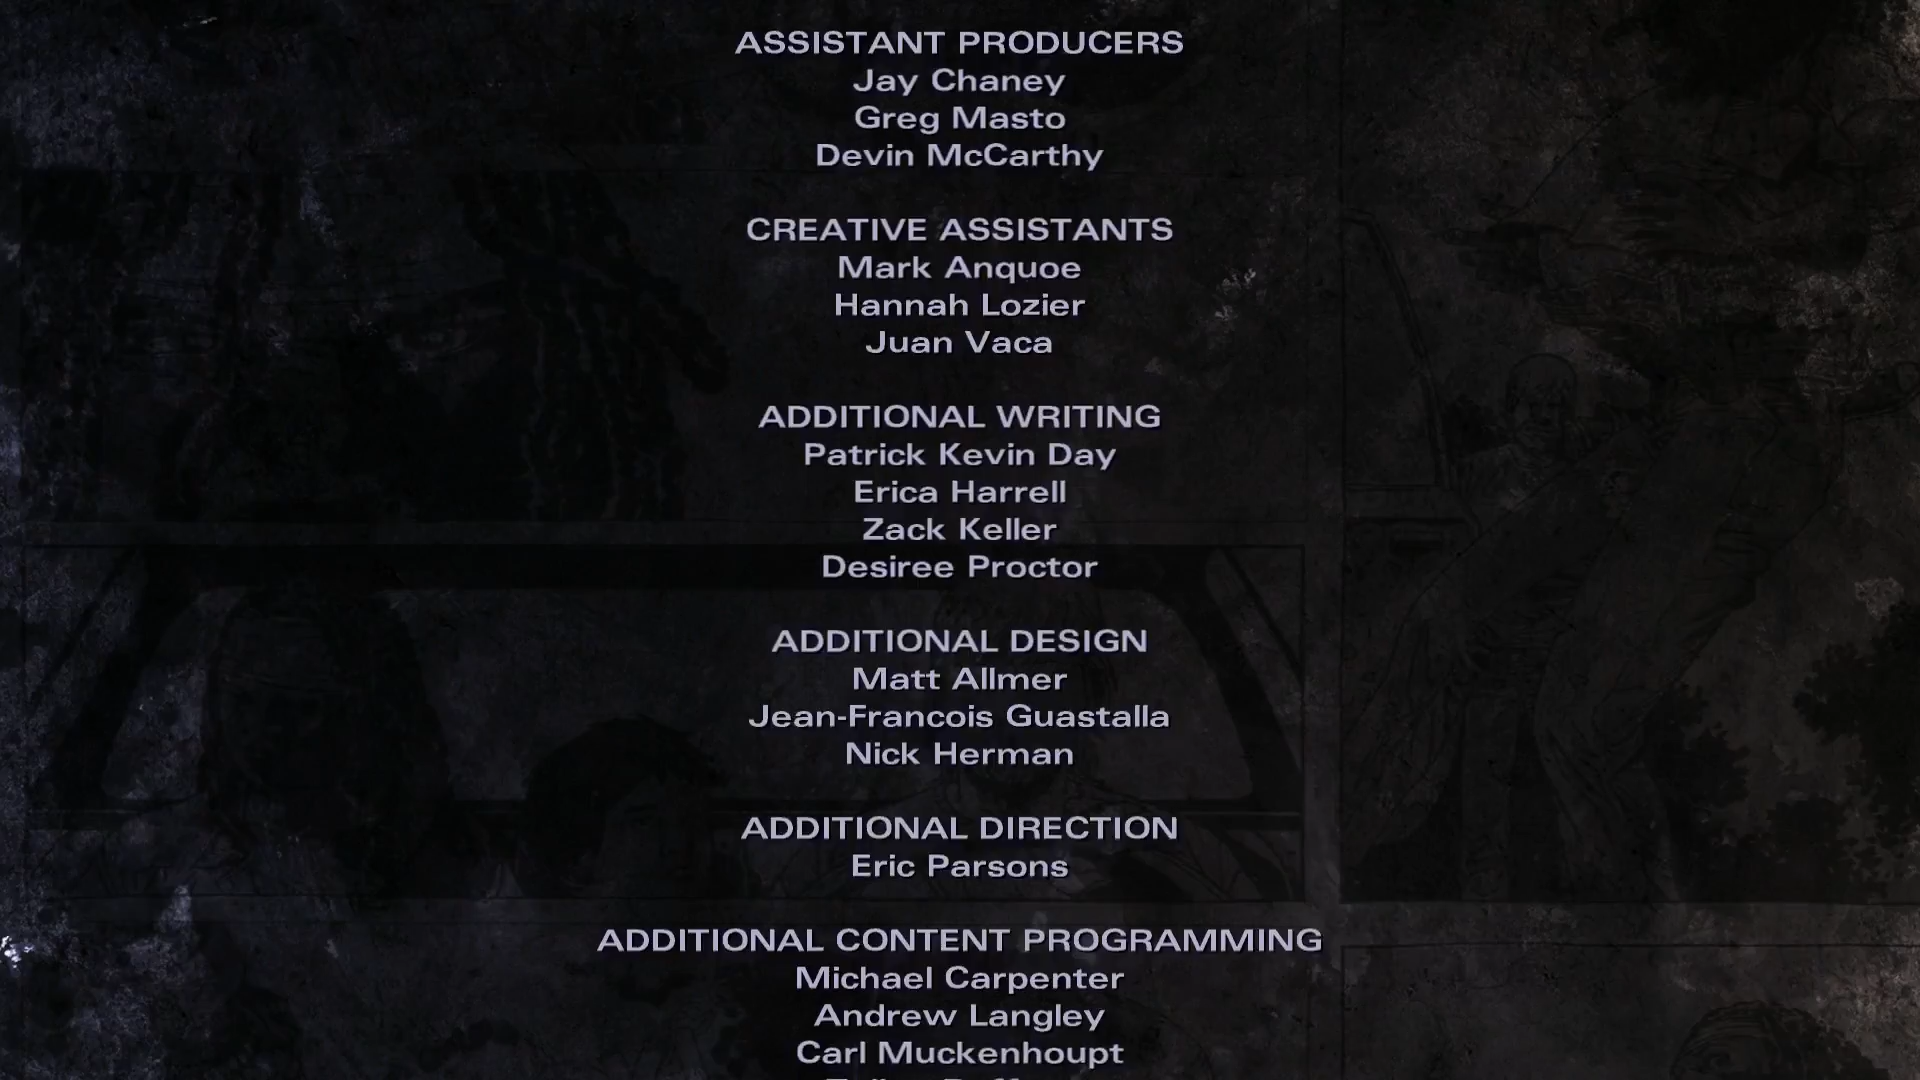 ASSISTANT PRODUCERS
Jay Chaney
Greg Masto
Devin McCarthy
CREATIVE ASSISTANTS
Mark Anquoe
Hannah Lozier
Juan Vaca
ADDITIONAL WRITING
Patrick Kevin Day
Erica Harrell
Zack Keller
Desiree Proctor
ADDITIONAL DESIGN
Matt Allmer
Jean-Francois Guastalla
Nick Herman
ADDITIONAL DIRECTION
Eric Parsons
ADDITIONAL CONTENT PROGRAMMING
Michael Carpenter
Andrew Langley
Carl Muckenhoupt